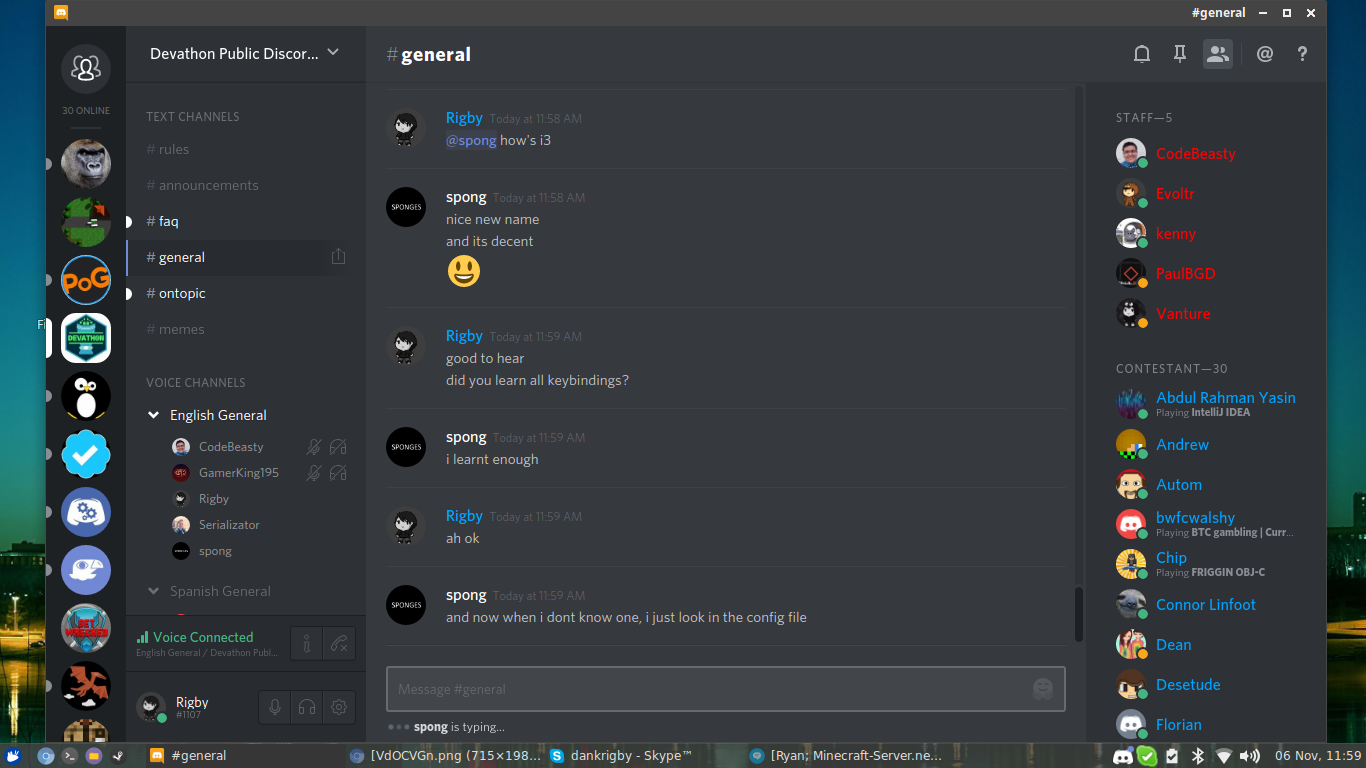 #general
Devathon Public Discor...
#general
@
?
30 ONLINE
TEXT CHANNELS
# rules
# announcements
# faq
# general
# ontopic
# memes
VOICE CHANNELS
English General
CodeBeasty
GamerKing195
Rigby
Serializator
spong
Spanish General
Voice Connected
English General / Devathon Publ...
Rigby
#1107
PoG
DEVATHON
Rigby Today at 11:58 AM
@spong how's i3
SPONGES
spong Today at 11:58 AM
nice new name
and its decent
Rigby Today at 11:59 AM
good to hear
did you learn all keybindings?
SPONGES
spong Today at 11:59 AM
i learnt enough
Rigby Today at 11:59 AM
ah ok
SPONGES
spong Today at 11:59 AM
and now when i dont know one, i just look in the config file
Message #general
spong is typing...
STAFF—5
CodeBeasty
Evoltr
kenny
PaulBGD
Vanture
CONTESTANT—30
Abdul Rahman Yasin
Playing IntelliJ IDEA
Andrew
Autom
bwfcwalshy
Playing BTC gambling | Curr...
Chip
Playing FRIGGIN OBJ-C
Connor Linfoot
Dean
Desetude
Florian
#general
[VdOCVGn.png (715×198...
dankrigby - Skype™
[Ryan; Minecraft-Server.ne...
06 Nov, 11:59